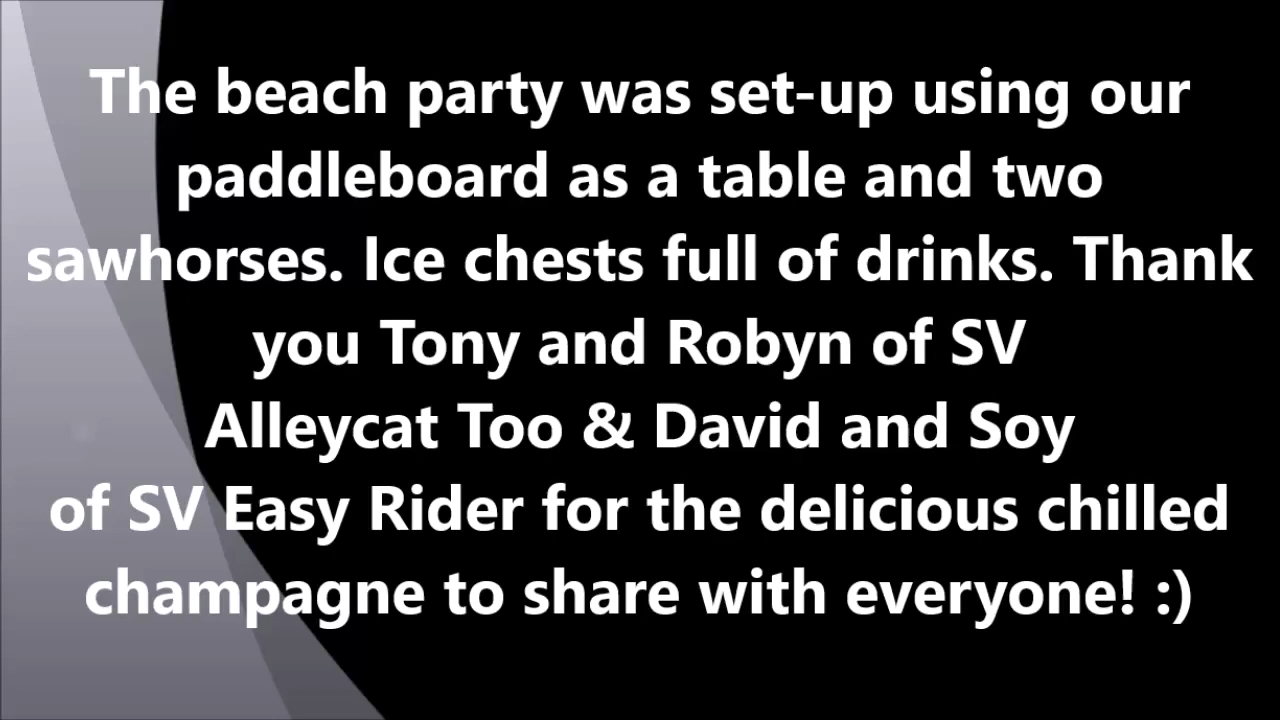 The beach party was set-up using our
paddleboard as a table and two
sawhorses. Ice chests full of drinks. Thank
you Tony and Robyn of SV
Alleycat Too & David and Soy
of SV Easy Rider for the delicious chilled
champagne to share with everyone! :)